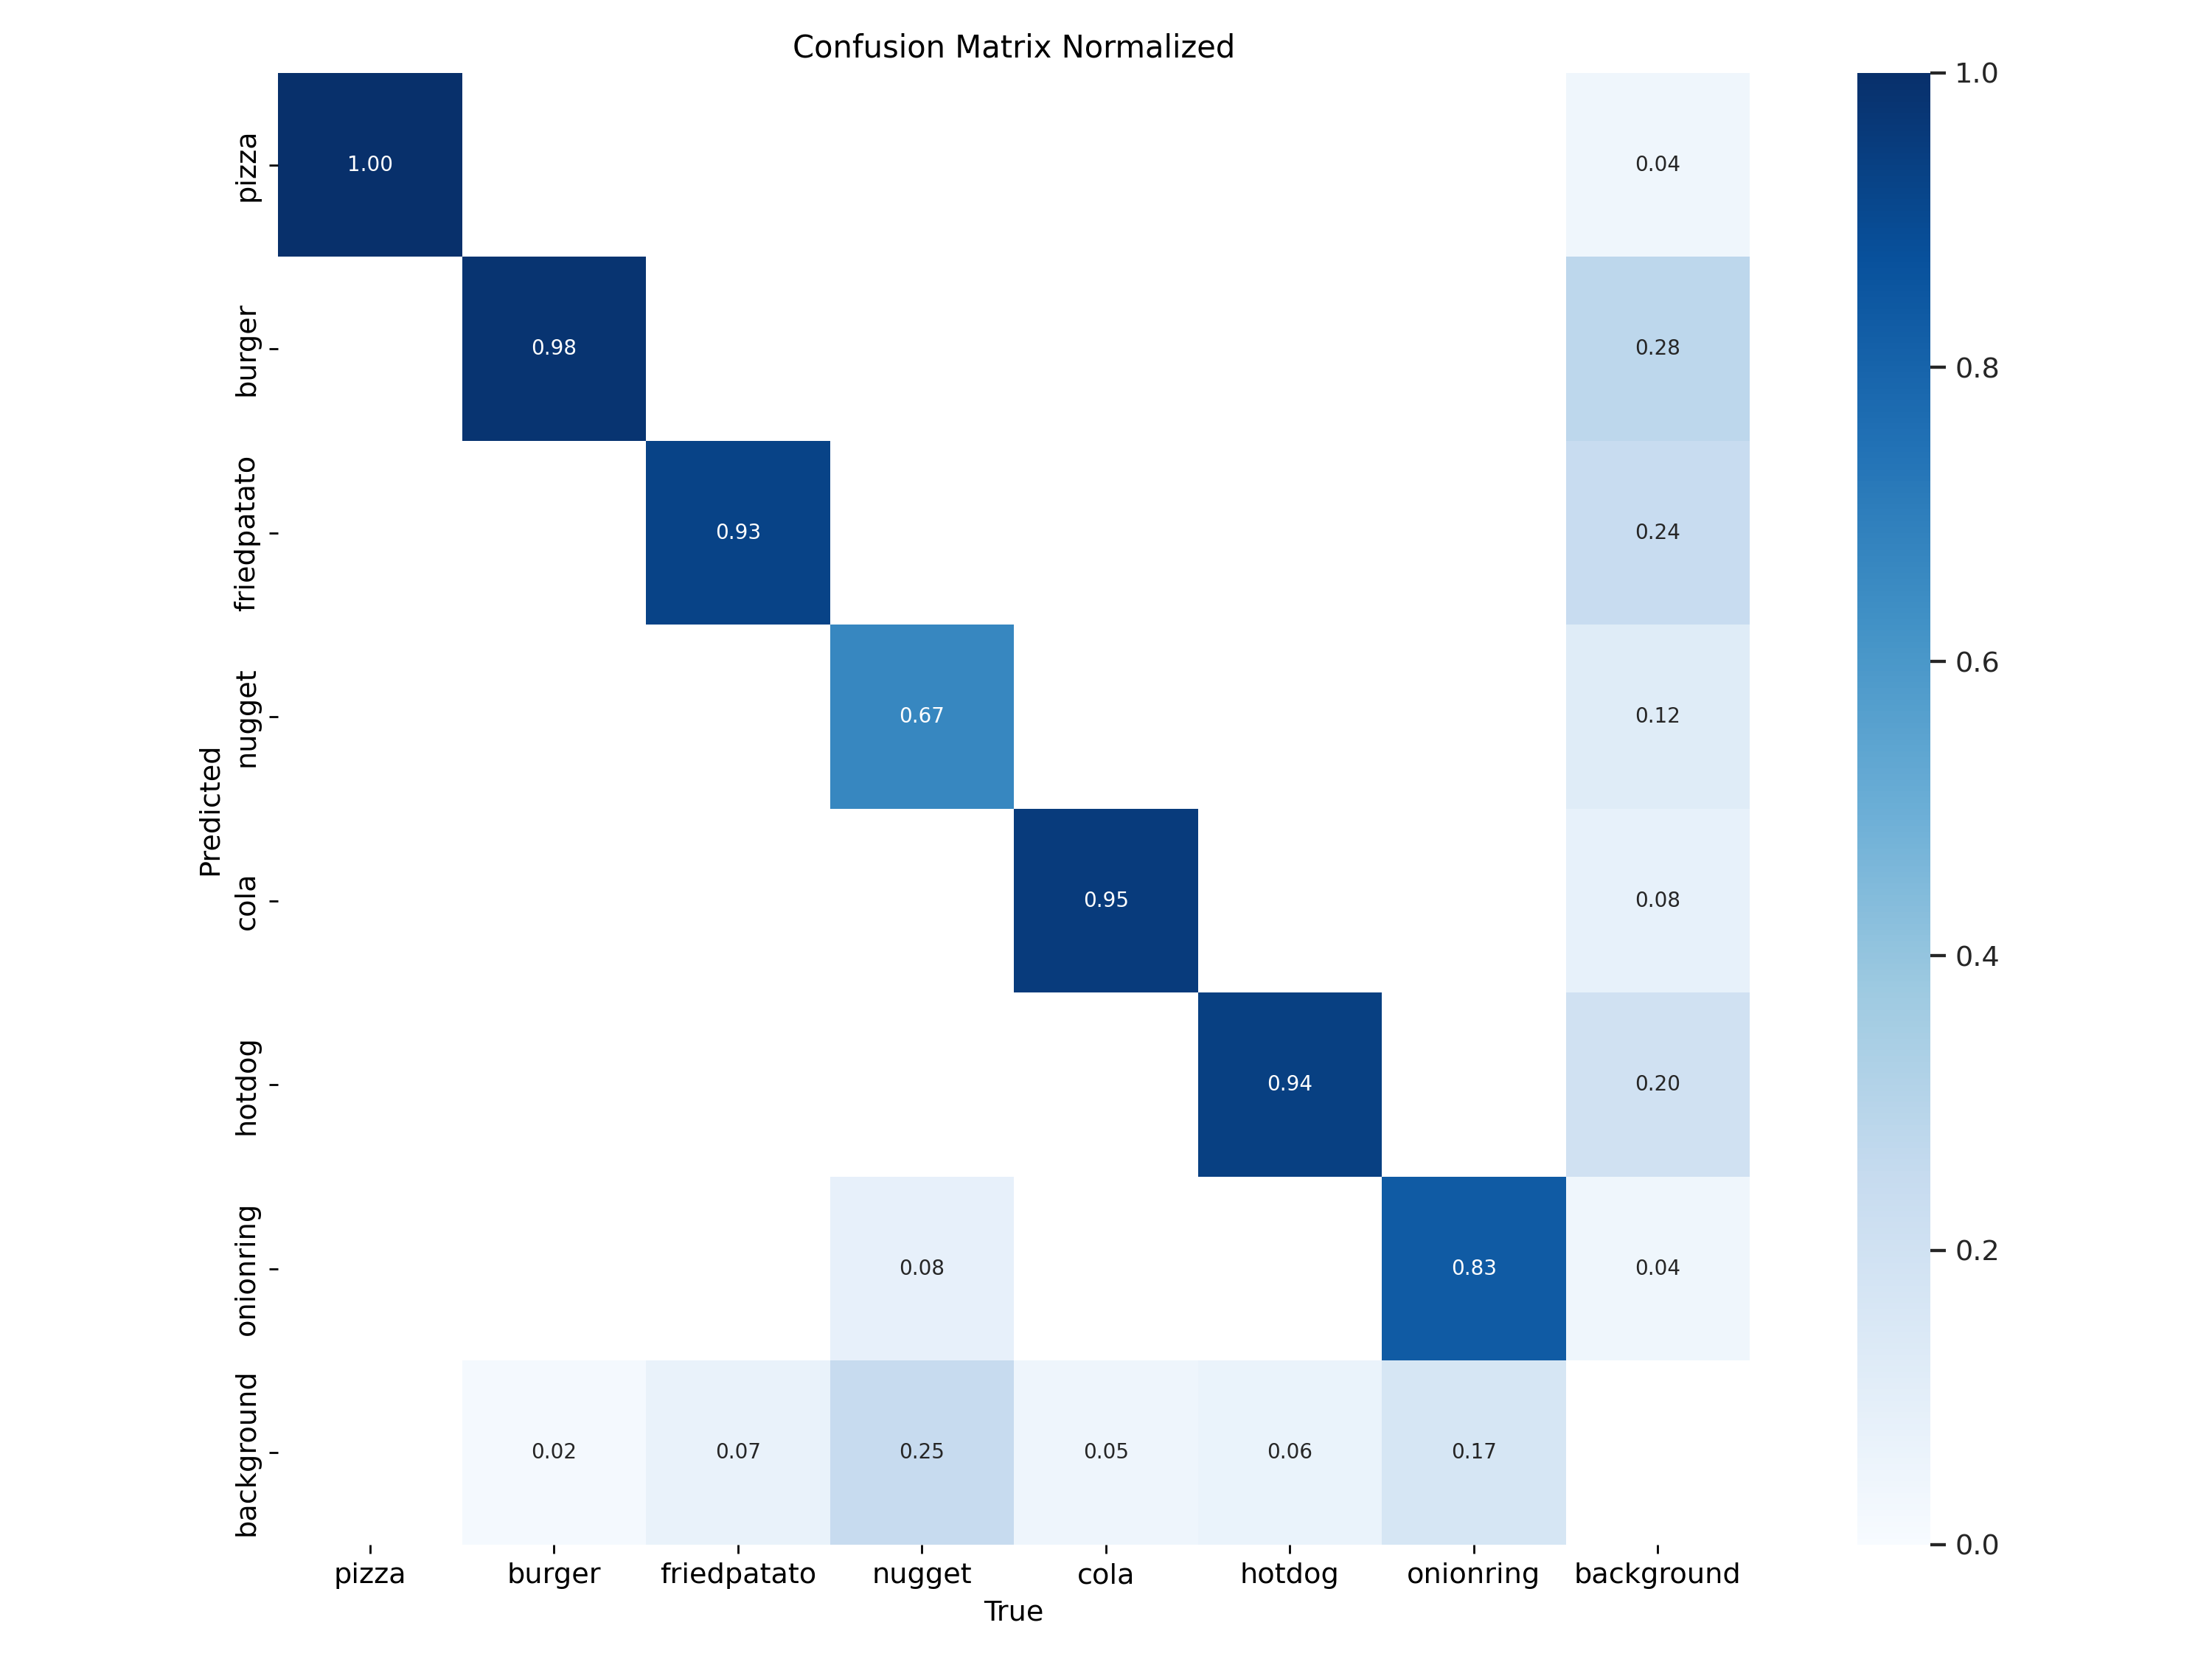 Confusion Matrix Normalized
pizza
1.00
0.04
1.0
burger
0.98
0.28
0.8
friedpatato
0.93
0.24
nugget
0.67
0.12
0.6
Predicted
cola
0.95
0.08
0.4
hotdog
0.94
0.20
onionring
0.08
0.83
0.04
0.2
background
0.02
0.07
0.25
0.05
0.06
0.17
0.0
pizza burger friedpatato nugget cola hotdog onionring background
True